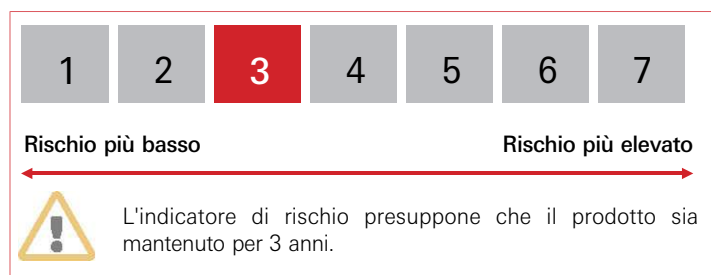 1 2 3 4 5 6 7
Rischio più basso Rischio più elevato
L'indicatore di rischio presuppone che il prodotto sia
mantenuto per 3 anni.